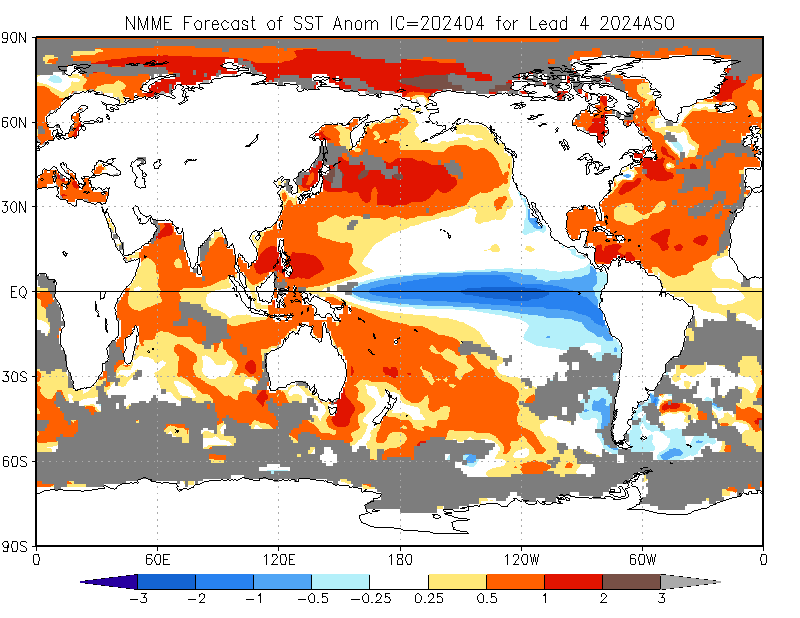 NMME Forecast of SST Anom IC=202404 for Lead 4 2024ASO
90N
60N
30N
EQ
30S
60S
90S
0 60E 120E 180 120W 60W 0
-3 -2 -1 -0.5 -0.25 0.25 0.5 1 2 3